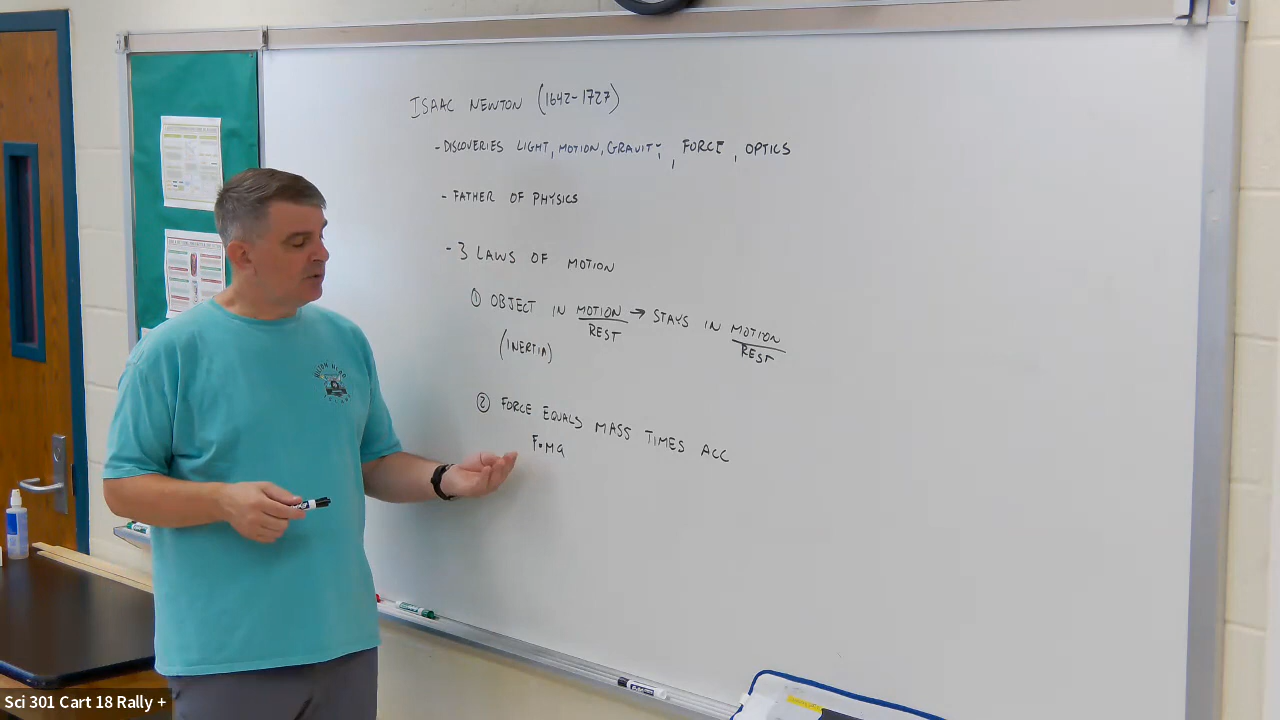 ISAAC NEWTON (1642-1727)
- DISCOVERIES LIGHT, MOTION, GRAVITY, , FORCE, OPTICS
- FATHER OF PHYSICS
- 3 LAWS OF MOTION
① OBJECT IN MOTION → STAYS IN MOTION
REST REST
(INERTIA)
② FORCE EQUALS MASS TIMES ACC
F=MA
Sci 301 Cart 18 Rally +